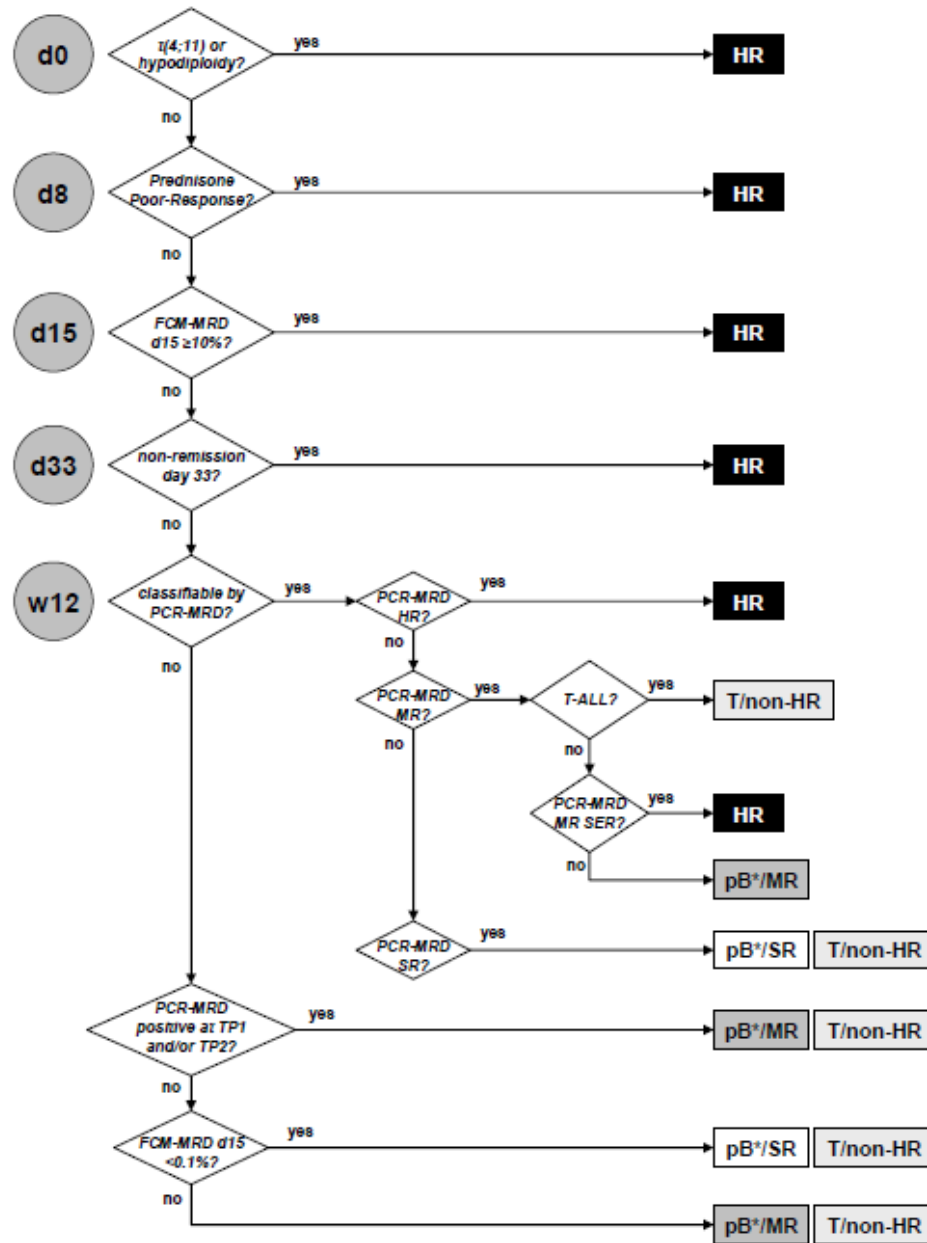 d0
τ(4;11) or
hypodiploidy?
yes
HR
no
d8
Prednisone
Poor-Response?
yes
HR
no
d15
FCM-MRD
d15 ≥10%?
yes
HR
no
d33
non-remission
day 33?
yes
HR
no
w12
classifiable by
PCR-MRD?
yes
PCR-MRD
HR?
yes
HR
no
no
PCR-MRD
MR?
yes
T-ALL?
yes
T/non-HR
no
no
PCR-MRD
MR SER?
yes
HR
no
pB*/MR
PCR-MRD
SR?
yes
pB*/SR T/non-HR
PCR-MRD
positive at TP1
and/or TP2?
yes
pB*/MR T/non-HR
no
FCM-MRD d15
<0.1%?
yes
pB*/SR T/non-HR
no
pB*/MR T/non-HR